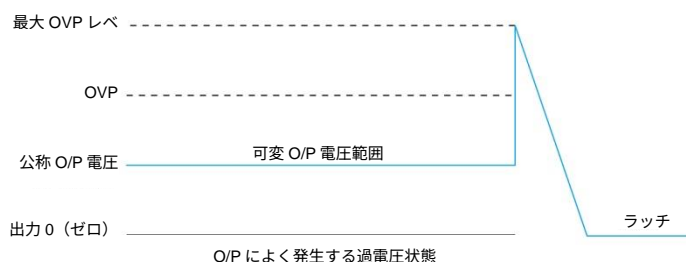 最大 OVP レベ
OVP
可変 O/P 電圧範囲
公称 O/P 電圧
ラッチ
出力 0（ゼロ）
O/P によく発生する過電圧状態